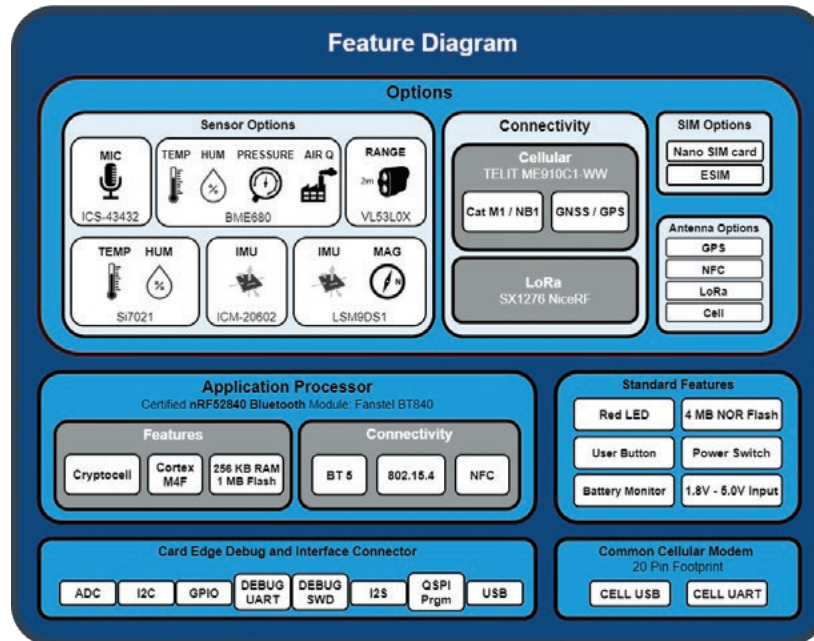 Feature Diagram
Options
Sensor Options
MIC
ICS-43432
TEMP HUM PRESSURE AIR Q
%
BME680
RANGE
2m
VL53L0X
TEMP HUM
%
Si7021
IMU
ICM-20602
IMU MAG
N
LSM9DS1
Connectivity
Cellular
TELIT ME910C1-WW
Cat M1 / NB1
GNSS / GPS
LoRa
SX1276 NiceRF
SIM Options
Nano SIM card
ESIM
Antenna Options
GPS
NFC
LoRa
Cell
Application Processor
Certified nRF52840 Bluetooth Module: Fanstel BT840
Features
Cryptocell
Cortex
M4F
256 KB RAM
1 MB Flash
Connectivity
BT 5
802.15.4
NFC
Standard Features
Red LED
4 MB NOR Flash
User Button
Power Switch
Battery Monitor
1.8V - 5.0V Input
Card Edge Debug and Interface Connector
ADC
I2C
GPIO
DEBUG
UART
DEBUG
SWD
I2S
QSPI
Prgm
USB
Common Cellular Modem
20 Pin Footprint
CELL USB
CELL UART